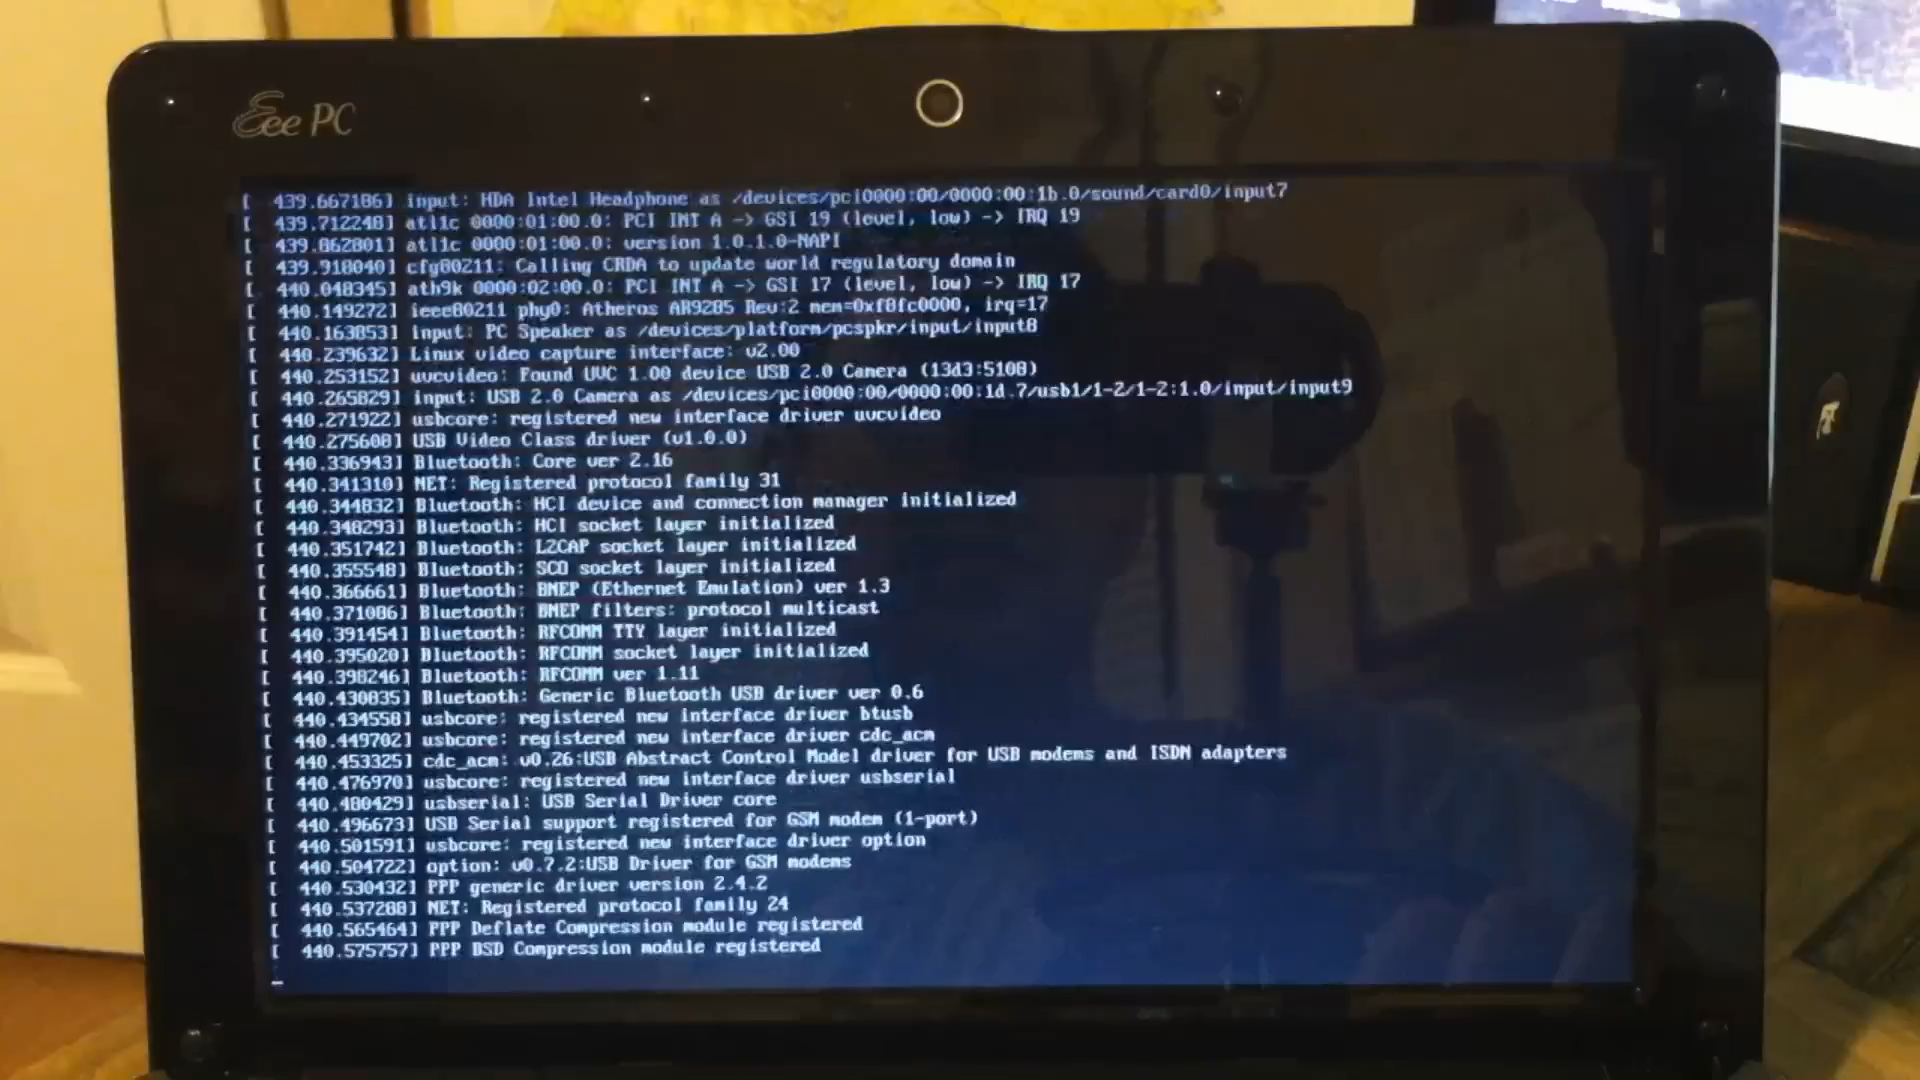 Eee PC
[  439.667186] input: HDA Intel Headphone as /devices/pci0000:00/0000:00:1b.0/sound/card0/input7
[  439.712248] atl1c 0000:01:00.0: PCI INT A -> GSI 19 (level, low) -> IRQ 19
[  439.862801] atl1c 0000:01:00.0: version 1.0.1.0-NAPI
[  439.918040] cfg80211: Calling CRDA to update world regulatory domain
[  440.048345] ath9k 0000:02:00.0: PCI INT A -> GSI 17 (level, low) -> IRQ 17
[  440.149272] ieee80211 phy0: Atheros AR9285 Rev:2 mem=0xf8fc0000, irq=17
[  440.163853] input: PC Speaker as /devices/platform/pcspkr/input/input8
[  440.239632] Linux video capture interface: v2.00
[  440.253152] uvcvideo: Found UVC 1.00 device USB 2.0 Camera (13d3:5108)
[  440.265829] input: USB 2.0 Camera as /devices/pci0000:00/0000:00:1d.7/usb1/1-2/1-2:1.0/input/input9
[  440.271922] usbcore: registered new interface driver uvcvideo
[  440.275608] USB Video Class driver (v1.0.0)
[  440.336943] Bluetooth: Core ver 2.16
[  440.341310] NET: Registered protocol family 31
[  440.344832] Bluetooth: HCI device and connection manager initialized
[  440.348293] Bluetooth: HCI socket layer initialized
[  440.351742] Bluetooth: L2CAP socket layer initialized
[  440.355548] Bluetooth: SCO socket layer initialized
[  440.366661] Bluetooth: BNEP (Ethernet Emulation) ver 1.3
[  440.371086] Bluetooth: BNEP filters: protocol multicast
[  440.391454] Bluetooth: RFCOMM TTY layer initialized
[  440.395020] Bluetooth: RFCOMM socket layer initialized
[  440.398246] Bluetooth: RFCOMM ver 1.11
[  440.430835] Bluetooth: Generic Bluetooth USB driver ver 0.6
[  440.434558] usbcore: registered new interface driver btusb
[  440.449702] usbcore: registered new interface driver cdc_acm
[  440.453325] cdc_acm: v0.26:USB Abstract Control Model driver for USB modems and ISDN adapters
[  440.476970] usbcore: registered new interface driver usbserial
[  440.480429] usbserial: USB Serial Driver core
[  440.496673] USB Serial support registered for GSM modem (1-port)
[  440.501591] usbcore: registered new interface driver option
[  440.504722] option: v0.7.2:USB Driver for GSM modems
[  440.530432] PPP generic driver version 2.4.2
[  440.537288] NET: Registered protocol family 24
[  440.565464] PPP Deflate Compression module registered
[  440.575757] PPP BSD Compression module registered
_